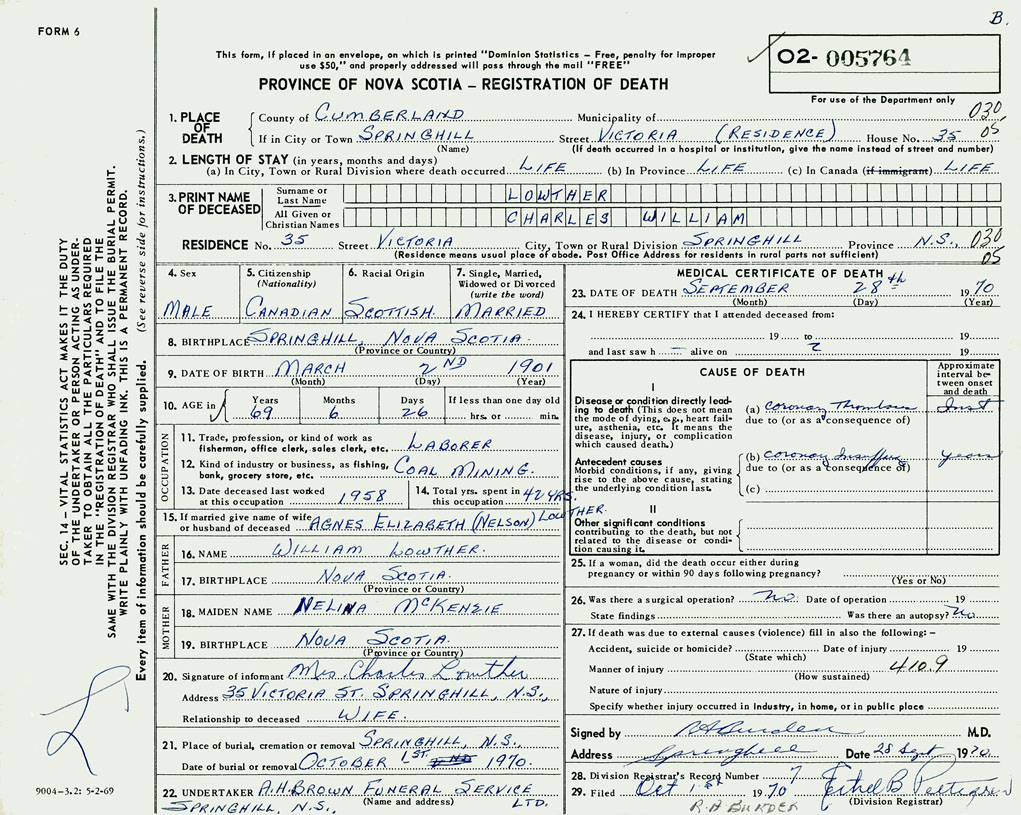 B.
FORM 6
This form, if placed in an envelope, on which is printed "Dominion Statistics – Free, penalty for improper
use $50," and properly addressed will pass through the mail "FREE"
02- 005764
PROVINCE OF NOVA SCOTIA – REGISTRATION OF DEATH
For use of the Department only
1. PLACE OF DEATH
County of CUMBERLAND Municipality of 030
If in City or Town SPRINGHILL Street VICTORIA (RESIDENCE) House No. 35 05
(Name) (If death occurred in a hospital or institution, give the name instead of street and number)
2. LENGTH OF STAY (in years, months and days)
(a) In City, Town or Rural Division where death occurred LIFE (b) In Province LIFE (c) In Canada (if immigrant) LIFE
3. PRINT NAME OF DECEASED
Surname or Last Name LOWTHER
All Given or Christian Names CHARLES WILLIAM
RESIDENCE No. 35 Street VICTORIA City, Town or Rural Division SPRINGHILL Province N.S., 030
(Residence means usual place of abode. Post Office Address for residents in rural parts not sufficient) 05
4. Sex MALE
5. Citizenship (Nationality) CANADIAN
6. Racial Origin SCOTTISH
7. Single, Married, Widowed or Divorced (write the word) MARRIED
8. BIRTHPLACE SPRINGHILL, NOVA SCOTIA.
(Province or Country)
9. DATE OF BIRTH MARCH 2ND 1901
(Month) (Day) (Year)
10. AGE in Years 69 Months 6 Days 26 If less than one day old hrs. or min.
OCCUPATION
11. Trade, profession, or kind of work as fisherman, office clerk, sales clerk, etc. LABORER
12. Kind of industry or business, as fishing, bank, grocery store, etc. COAL MINING.
13. Date deceased last worked at this occupation 1958
14. Total yrs. spent in this occupation 42 YRS.
15. If married give name of wife or husband of deceased AGNES ELIZABETH (NELSON) LOWTHER.
FATHER
16. NAME WILLIAM LOWTHER.
17. BIRTHPLACE NOVA SCOTIA.
(Province or Country)
MOTHER
18. MAIDEN NAME NELINA McKENZIE
19. BIRTHPLACE NOVA SCOTIA.
(Province or Country)
20. Signature of informant Mrs. Charles Lowther
Address 35 VICTORIA ST. SPRINGHILL, N.S.,
Relationship to deceased WIFE.
21. Place of burial, cremation or removal SPRINGHILL, N.S.,
Date of burial or removal OCTOBER 1ST. 1970.
22. UNDERTAKER A.H. BROWN FUNERAL SERVICE LTD.
SPRINGHILL, N.S., (Name and address)
MEDICAL CERTIFICATE OF DEATH
23. DATE OF DEATH SEPTEMBER 28th 1970
(Month) (Day) (Year)
24. I HEREBY CERTIFY that I attended deceased from:
19 to 19
and last saw h alive on 19
CAUSE OF DEATH
Approximate interval between onset and death
I
Disease or condition directly leading to death (This does not mean the mode of dying, e.g., heart failure, asthenia, etc. It means the disease, injury, or complication which caused death.)
(a) coronary Thrombosis Inst
due to (or as a consequence of)
Antecedent causes
Morbid conditions, if any, giving rise to the above cause, stating the underlying condition last.
(b) coronary Insufficiency years
due to (or as a consequence of)
(c)
II
Other significant conditions contributing to the death, but not related to the disease or condition causing it.
25. If a woman, did the death occur either during
pregnancy or within 90 days following pregnancy?
(Yes or No)
26. Was there a surgical operation? No Date of operation 19
State findings Was there an autopsy? No
27. If death was due to external causes (violence) fill in also the following: –
Accident, suicide or homicide? Date of injury 19
(State which)
Manner of injury 410.9
(How sustained)
Nature of injury
Specify whether injury occurred in industry, in home, or in public place
Signed by RA Burden M.D.
Address Springhill Date 28 Sept 1970
28. Division Registrar's Record Number 7
29. Filed Oct 1st 1970 Ethel B
R.A BURDEN (Division Registrar)
SEC. 14 – VITAL STATISTICS ACT MAKES IT THE DUTY
OF THE UNDERTAKER OR PERSON ACTING AS UNDER-
TAKER TO OBTAIN ALL THE PARTICULARS REQUIRED
IN THE "REGISTRATION OF DEATH" AND TO FILE THE
SAME WITH THE DIVISION REGISTRAR WHO SHALL ISSUE THE BURIAL PERMIT.
WRITE PLAINLY WITH UNFADING INK. THIS IS A PERMANENT RECORD.
Every item of information should be carefully supplied. (See reverse side for instructions.)
9004-3.2: 5-2-69